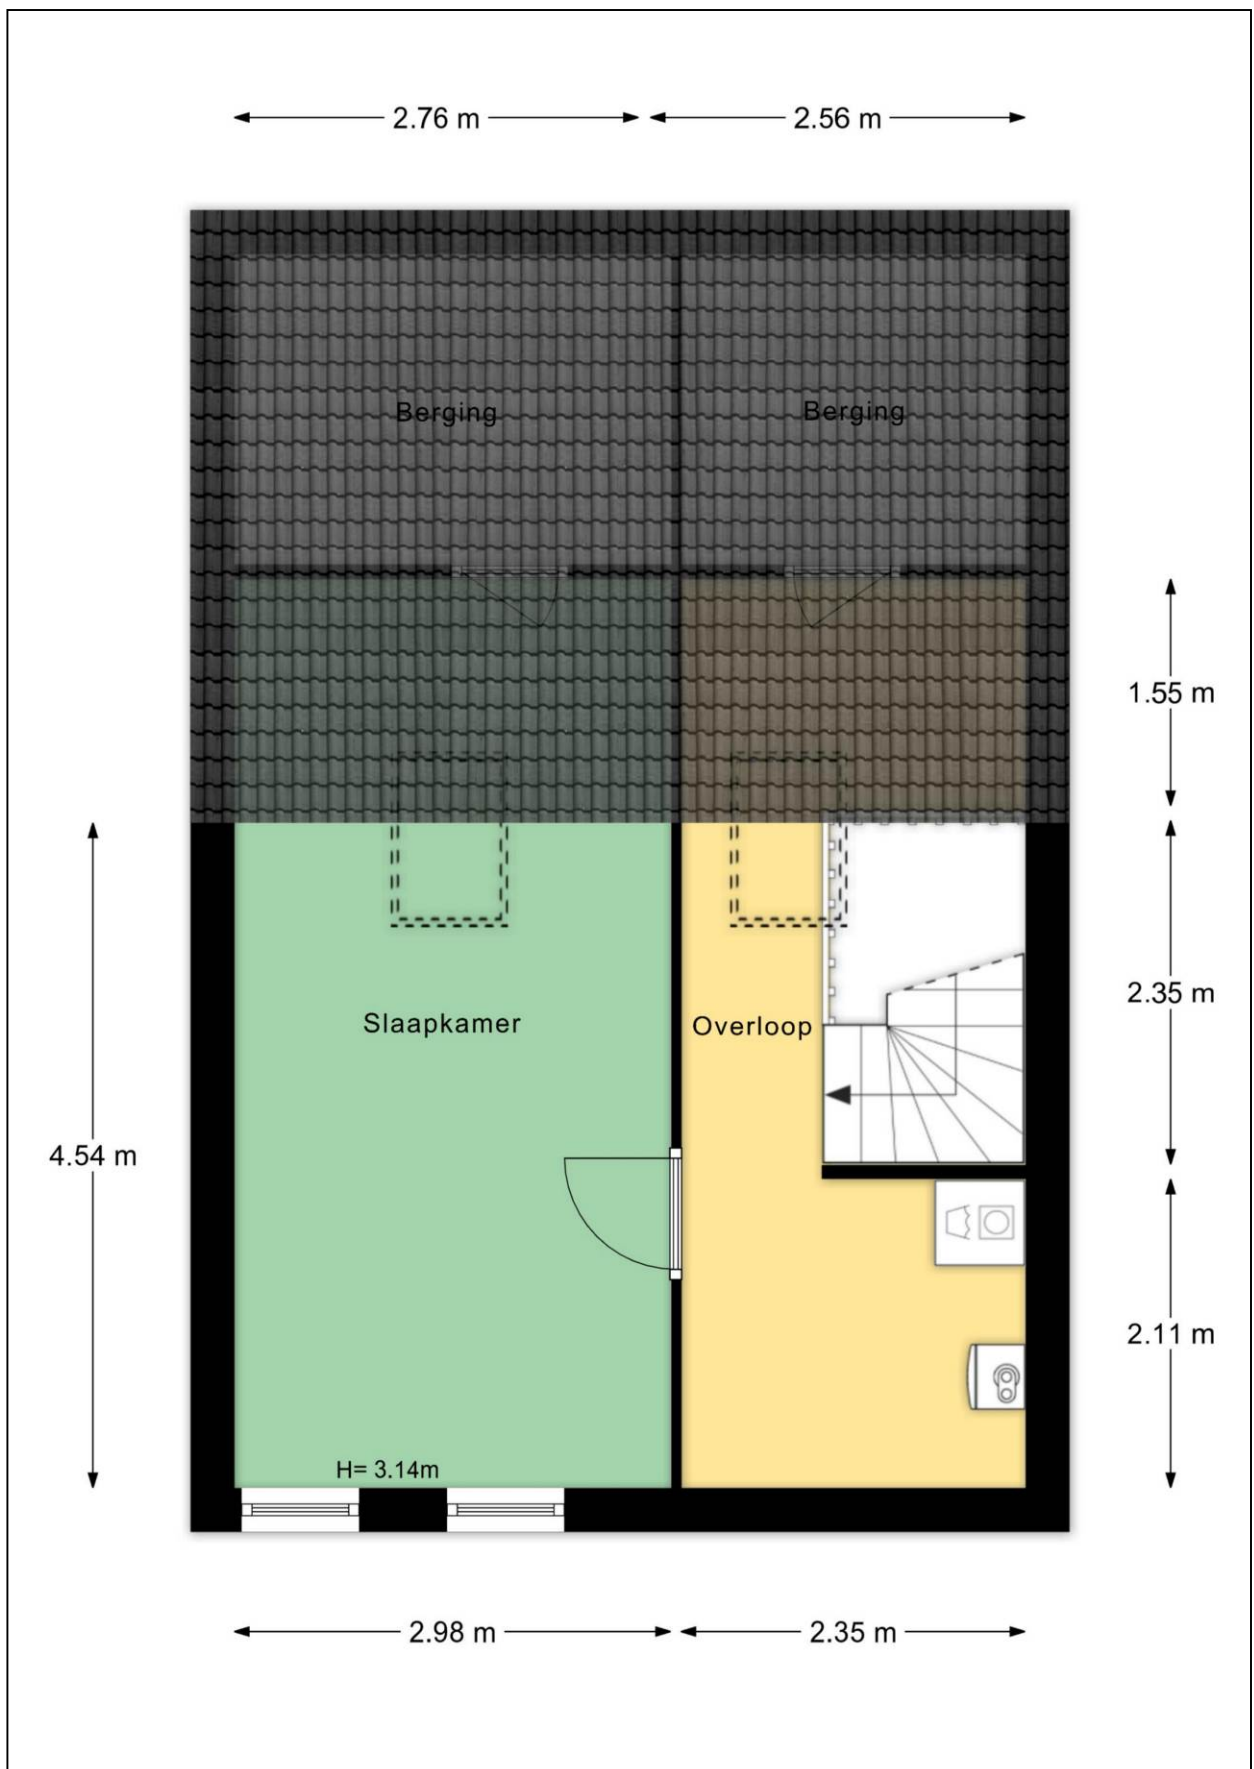 2.76 m
2.56 m
Berging
Berging
1.55 m
2.35 m
Slaapkamer
Overloop
4.54 m
2.11 m
H= 3.14m
2.98 m
2.35 m